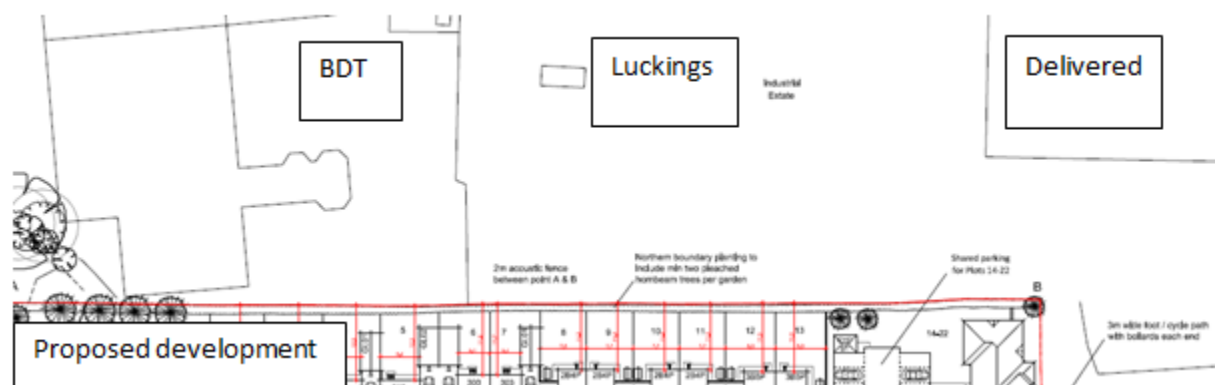 BDT
Luckings
Delivered
Industrial
Estate
2m acoustic fence
between point A & B
Northern boundary planting to
include min two pleached
hornbeam trees per garden
Shared parking
for Plots 14-22
B
3m wide foot / cycle path
with bollards each end
A
5
6
7
8
9
10
11
12
13
14-22
Proposed development